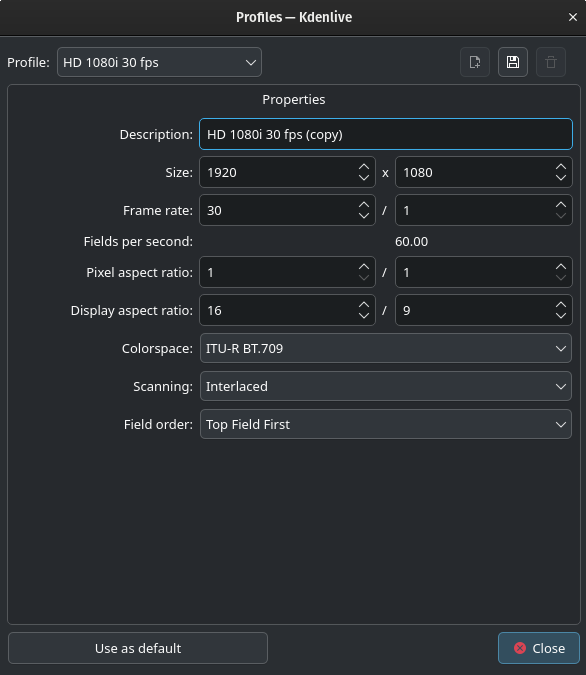 Profiles — Kdenlive
Profile: HD 1080i 30 fps
Properties
Description: HD 1080i 30 fps (copy)
Size: 1920 x 1080
Frame rate: 30 / 1
Fields per second: 60.00
Pixel aspect ratio: 1 / 1
Display aspect ratio: 16 / 9
Colorspace: ITU-R BT.709
Scanning: Interlaced
Field order: Top Field First
Use as default Close